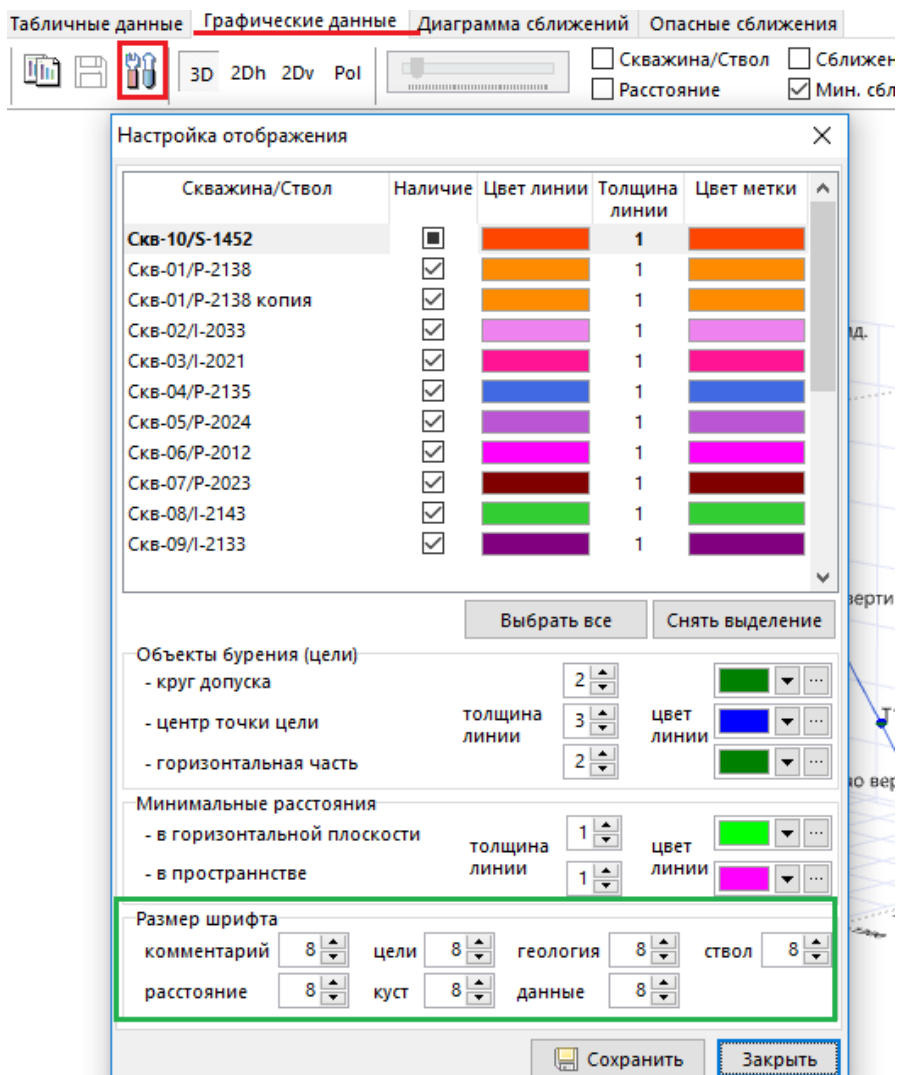 Табличные данные Графические данные Диаграмма сближений Опасные сближения
3D 2Dh 2Dv Pol Скважина/Ствол Сближен
Расстояние Мин. сбл
Настройка отображения
Скважина/Ствол Наличие Цвет линии Толщина линии Цвет метки
Скв-10/S-1452 1
Скв-01/P-2138 1
Скв-01/P-2138 копия 1
Скв-02/I-2033 1
Скв-03/I-2021 1
Скв-04/P-2135 1
Скв-05/P-2024 1
Скв-06/P-2012 1
Скв-07/P-2023 1
Скв-08/I-2143 1
Скв-09/I-2133 1
Выбрать все Снять выделение
Объекты бурения (цели)
- круг допуска 2
- центр точки цели толщина линии 3 цвет линии
- горизонтальная часть 2
Минимальные расстояния
- в горизонтальной плоскости толщина линии 1 цвет линии
- в пространнстве 1
Размер шрифта
комментарий 8 цели 8 геология 8 ствол 8
расстояние 8 куст 8 данные 8
Сохранить Закрыть
ид.
верти
T
ю вер